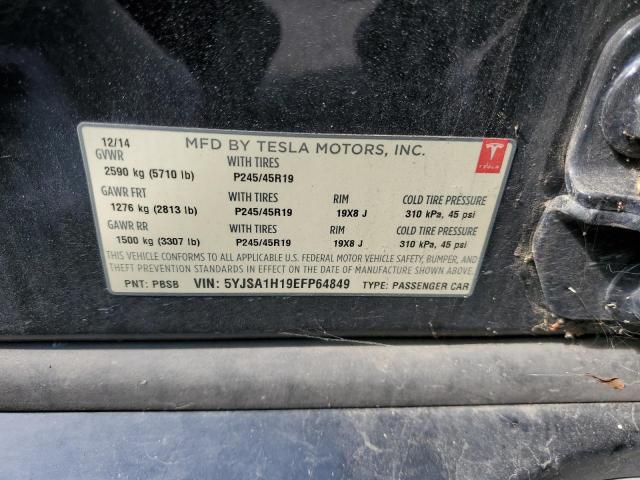 12/14 MFD BY TESLA MOTORS, INC.
GVWR WITH TIRES
2590 kg (5710 lb) P245/45R19
GAWR FRT WITH TIRES RIM COLD TIRE PRESSURE
1276 kg (2813 lb) P245/45R19 19X8 J 310 kPa, 45 psi
GAWR RR WITH TIRES RIM COLD TIRE PRESSURE
1500 kg (3307 lb) P245/45R19 19X8 J 310 kPa, 45 psi
THIS VEHICLE CONFORMS TO ALL APPLICABLE U.S. FEDERAL MOTOR VEHICLE SAFETY, BUMPER, AND
THEFT PREVENTION STANDARDS IN EFFECT ON THE DATE OF MANUFACTURE SHOWN ABOVE.
PNT: PBSB VIN: 5YJSA1H19EFP64849 TYPE: PASSENGER CAR
TESLA